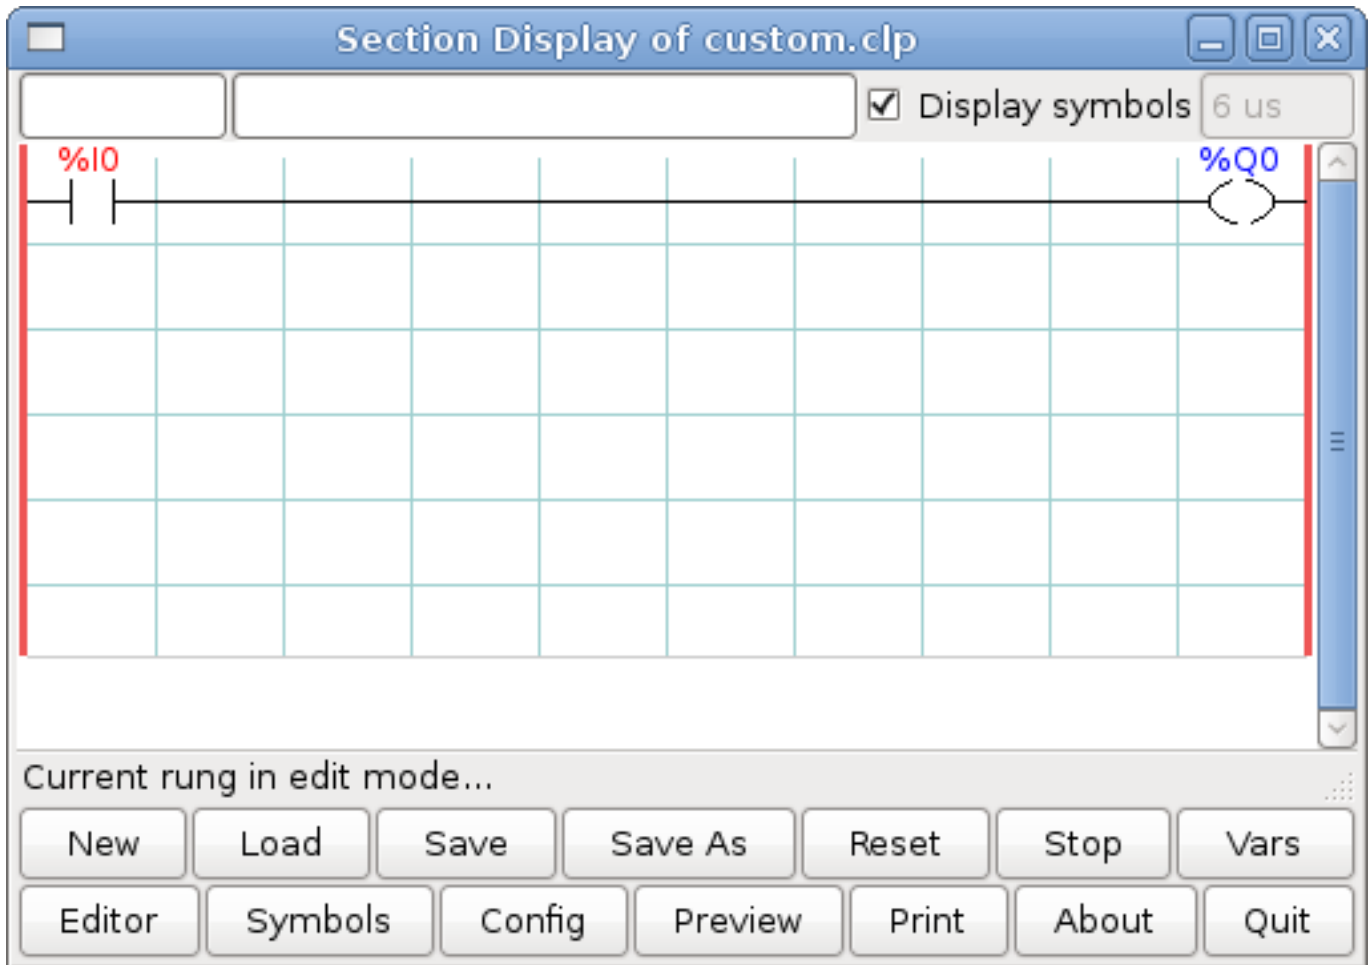 Section Display of custom.clp
Display symbols 6 us
%I0 %Q0
Current rung in edit mode...
New Load Save Save As Reset Stop Vars
Editor Symbols Config Preview Print About Quit